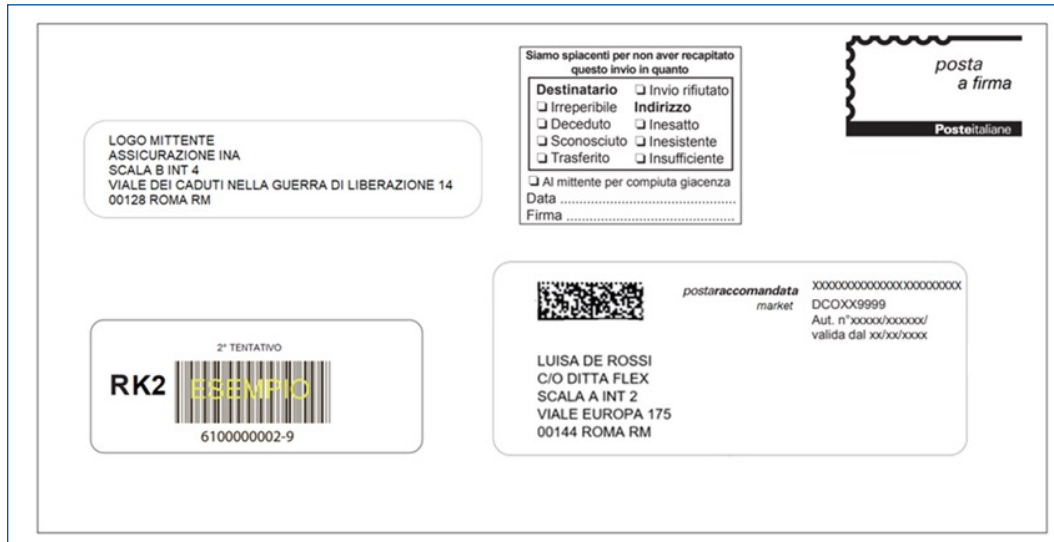 Siamo spiacenti per non aver recapitato
questo invio in quanto
Destinatario ❏ Invio rifiutato
❏ Irreperibile Indirizzo
❏ Deceduto ❏ Inesatto
❏ Sconosciuto ❏ Inesistente
❏ Trasferito ❏ Insufficiente
❏ Al mittente per compiuta giacenza
Data ................................................
Firma ..............................................
posta
a firma
Posteitaliane
LOGO MITTENTE
ASSICURAZIONE INA
SCALA B INT 4
VIALE DEI CADUTI NELLA GUERRA DI LIBERAZIONE 14
00128 ROMA RM
postaraccomandata
market
XXXXXXXXXXXXXXXXXXXXXXXX
DCOXX9999
Aut. n°xxxxx/xxxxxx/
valida dal xx/xx/xxxx
LUISA DE ROSSI
C/O DITTA FLEX
SCALA A INT 2
VIALE EUROPA 175
00144 ROMA RM
2° TENTATIVO
RK2
ESEMPIO
6100000002-9